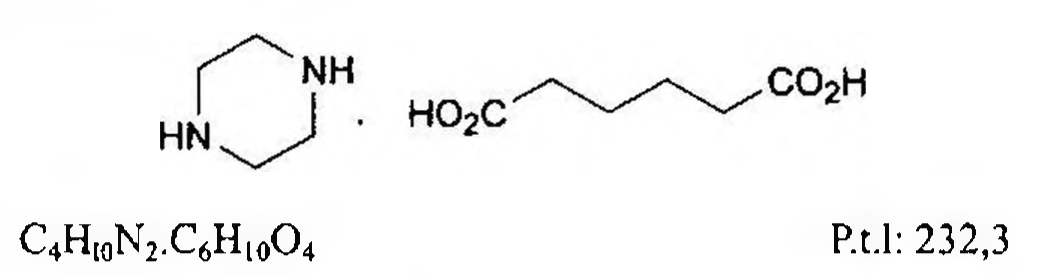 NH
HN
HO₂C
CO₂H
C₄H₁₀N₂.C₆H₁₀O₄ P.t.l: 232,3